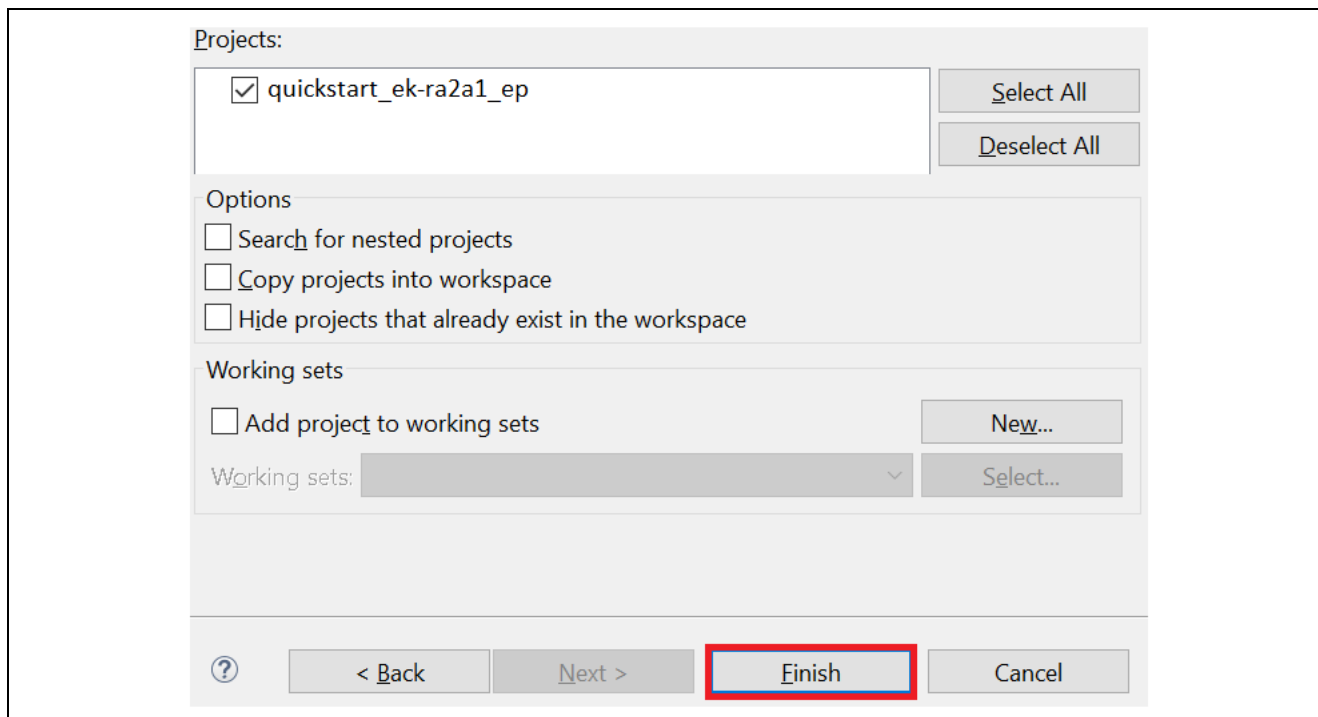 Projects:
quickstart_ek-ra2a1_ep
Select All
Deselect All
Options
Search for nested projects
Copy projects into workspace
Hide projects that already exist in the workspace
Working sets
Add project to working sets
New...
Working sets:
Select...
?
< Back
Next >
Finish
Cancel